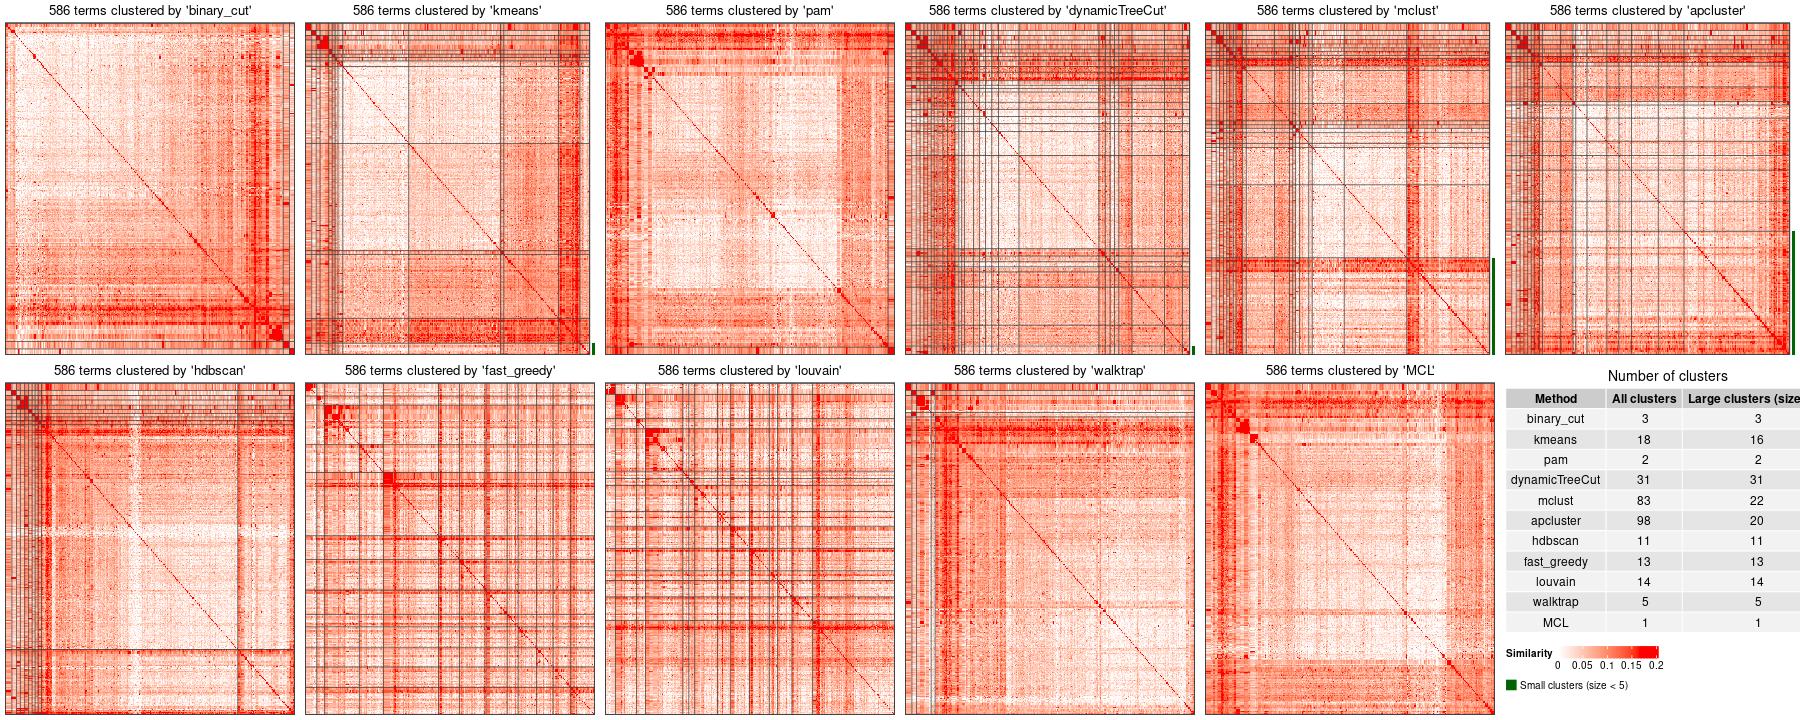 586 terms clustered by 'binary_cut'
586 terms clustered by 'kmeans'
586 terms clustered by 'pam'
586 terms clustered by 'dynamicTreeCut'
586 terms clustered by 'mclust'
586 terms clustered by 'apcluster'
586 terms clustered by 'hdbscan'
586 terms clustered by 'fast_greedy'
586 terms clustered by 'louvain'
586 terms clustered by 'walktrap'
586 terms clustered by 'MCL'
Number of clusters
Method All clusters Large clusters (size
binary_cut 3 3
kmeans 18 16
pam 2 2
dynamicTreeCut 31 31
mclust 83 22
apcluster 98 20
hdbscan 11 11
fast_greedy 13 13
louvain 14 14
walktrap 5 5
MCL 1 1
Similarity
0 0.05 0.1 0.15 0.2
Small clusters (size < 5)